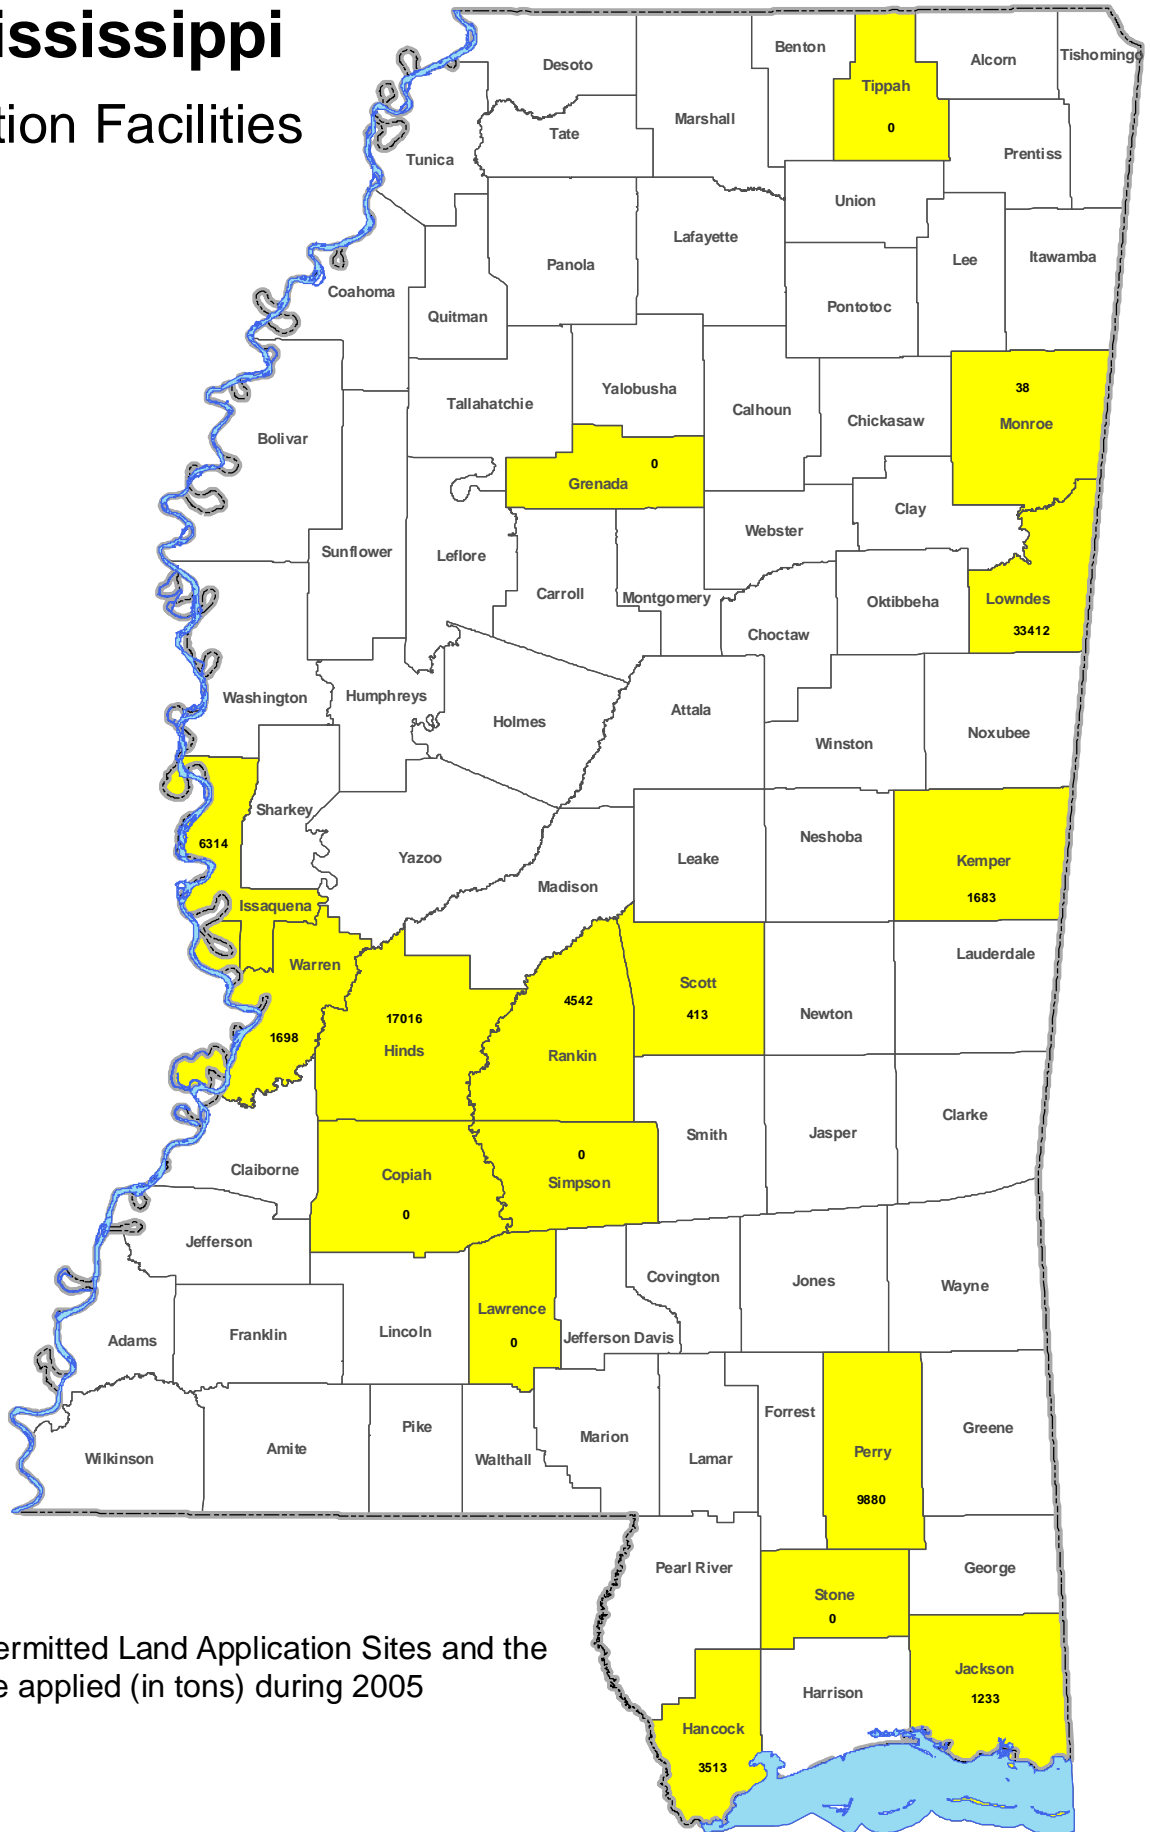 ississippi
tion Facilities
Desoto
Benton
Tippah
0
Alcorn
Tishomingo
Tate
Marshall
Prentiss
Tunica
Union
Lafayette
Panola
Lee
Itawamba
Coahoma
Quitman
Pontotoc
Tallahatchie
Yalobusha
Calhoun
Chickasaw
38
Monroe
Bolivar
0
Grenada
Clay
Webster
Sunflower
Leflore
Carroll
Montgomery
Oktibbeha
Lowndes
33412
Choctaw
Washington
Humphreys
Holmes
Attala
Winston
Noxubee
Sharkey
6314
Issaquena
Yazoo
Madison
Leake
Neshoba
Kemper
1683
Warren
1698
17016
Hinds
4542
Rankin
Scott
413
Newton
Lauderdale
Claiborne
Copiah
0
0
Simpson
Smith
Jasper
Clarke
Jefferson
Lawrence
0
Jefferson Davis
Covington
Jones
Wayne
Adams
Franklin
Lincoln
Wilkinson
Amite
Pike
Walthall
Marion
Lamar
Forrest
Perry
9880
Greene
Pearl River
Stone
0
George
ermitted Land Application Sites and the
e applied (in tons) during 2005
Hancock
3513
Harrison
Jackson
1233